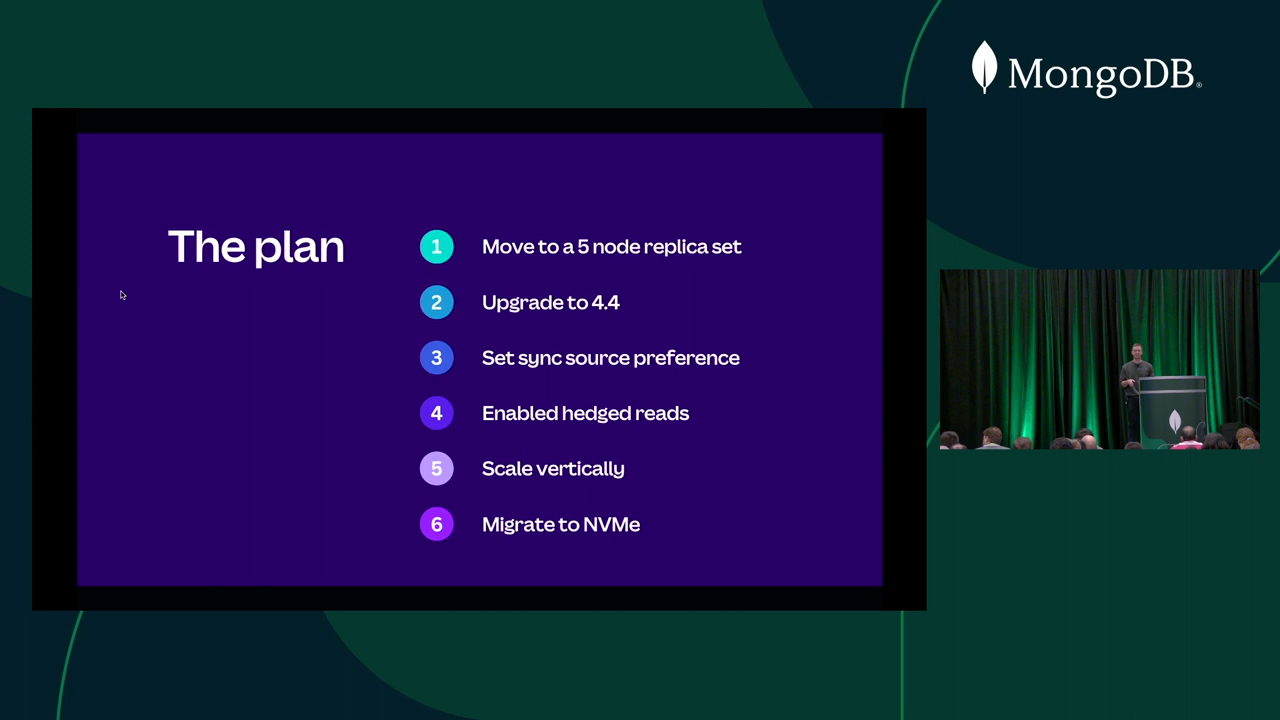 MongoDB®
The plan
1 Move to a 5 node replica set
2 Upgrade to 4.4
3 Set sync source preference
4 Enabled hedged reads
5 Scale vertically
6 Migrate to NVMe